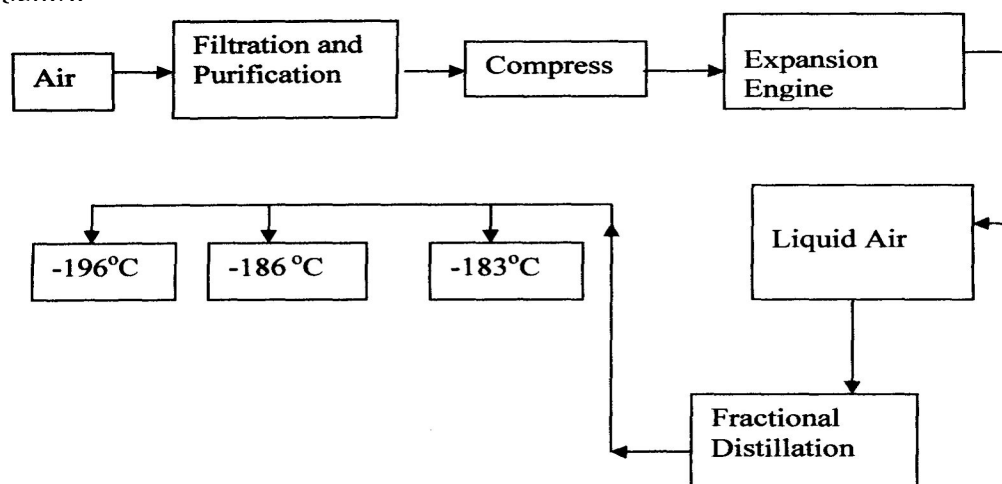 Air
Filtration and
Purification
Compress
Expansion
Engine
-196°C
-186 °C
-183°C
Liquid Air
Fractional
Distillation